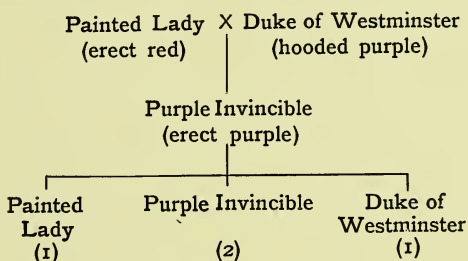 Painted Lady X Duke of Westminster
(erect red) (hooded purple)
Purple Invincible
(erect purple)
Painted Lady
(1)
Purple Invincible
(2)
Duke of
Westminster
(1)